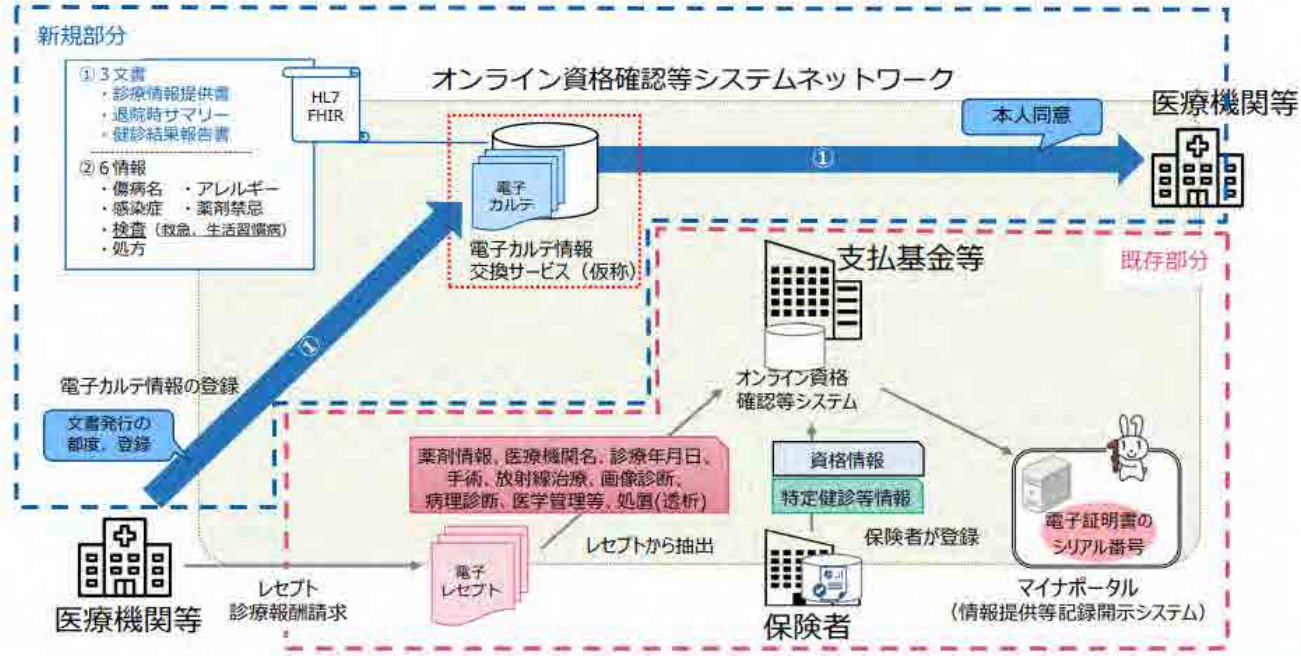 新規部分
①3文書
・診療情報提供書
・退院時サマリー
・健診結果報告書
②6情報
・傷病名 ・アレルギー
・感染症 ・薬剤禁忌
・検査（救急、生活習慣病）
・処方
HL7
FHIR
オンライン資格確認等システムネットワーク
本人同意
医療機関等
①
電子
カルテ
電子カルテ情報
交換サービス（仮称）
①
電子カルテ情報の登録
文書発行の
都度、登録
既存部分
支払基金等
オンライン資格
確認等システム
薬剤情報、医療機関名、診療年月日、
手術、放射線治療、画像診断、
病理診断、医学管理等、処置(透析)
資格情報
特定健診等情報
電子証明書の
シリアル番号
レセプトから抽出
保険者が登録
電子
レセプト
医療機関等
レセプト
診療報酬請求
保険者
マイナポータル
（情報提供等記録開示システム）